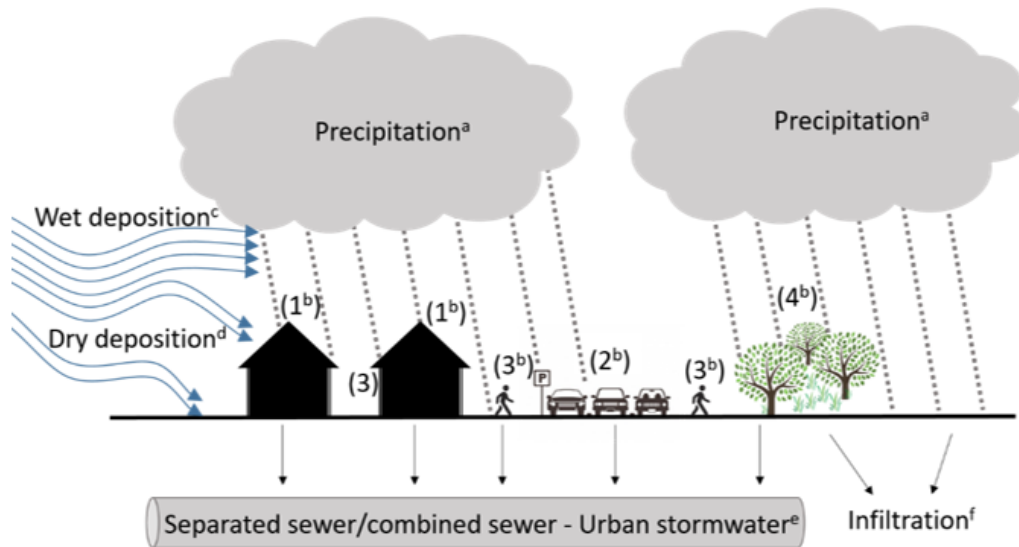 Precipitationᵃ
Precipitationᵃ
Wet depositionᶜ
Dry depositionᵈ
(1ᵇ)
(1ᵇ)
(3)
(3ᵇ)
P
(2ᵇ)
(3ᵇ)
(4ᵇ)
Separated sewer/combined sewer - Urban stormwaterᵉ
Infiltrationᶠ